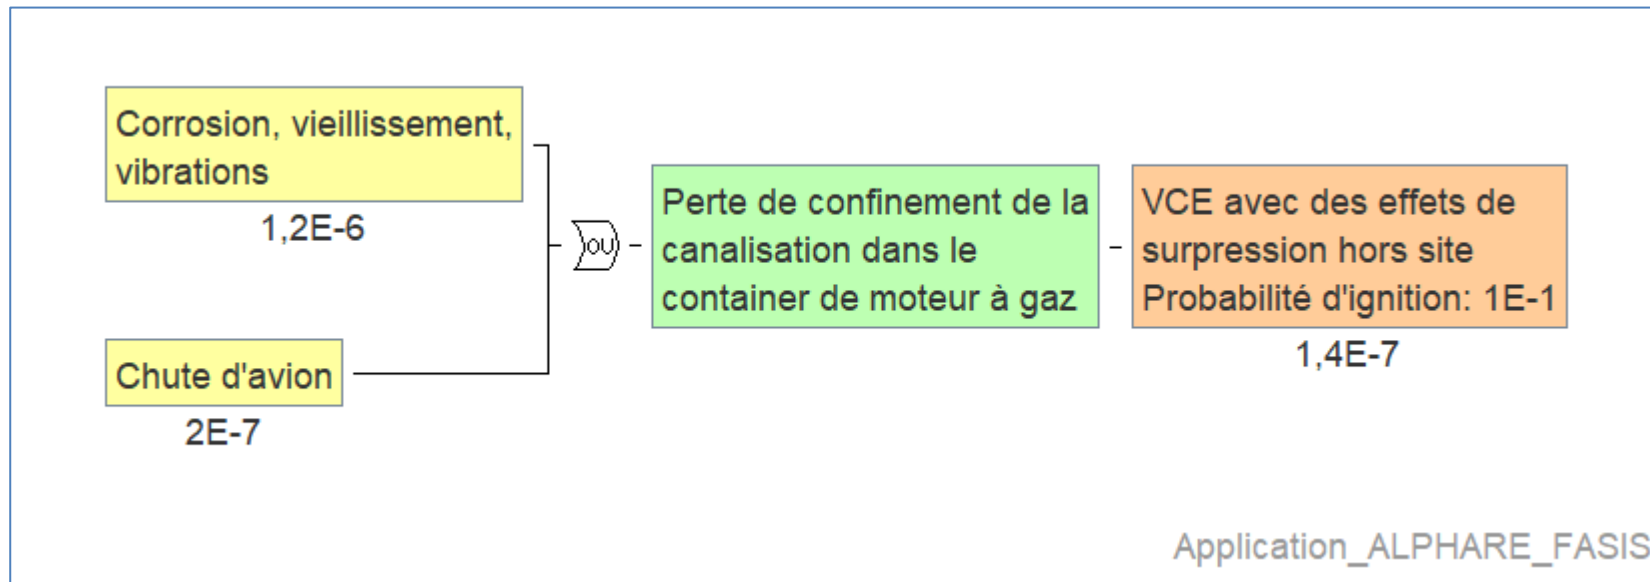 Corrosion, vieillissement,
vibrations
1,2E-6
Chute d'avion
2E-7
OU
Perte de confinement de la
canalisation dans le
container de moteur à gaz
VCE avec des effets de
surpression hors site
Probabilité d'ignition: 1E-1
1,4E-7
Application_ALPHARE_FASIS